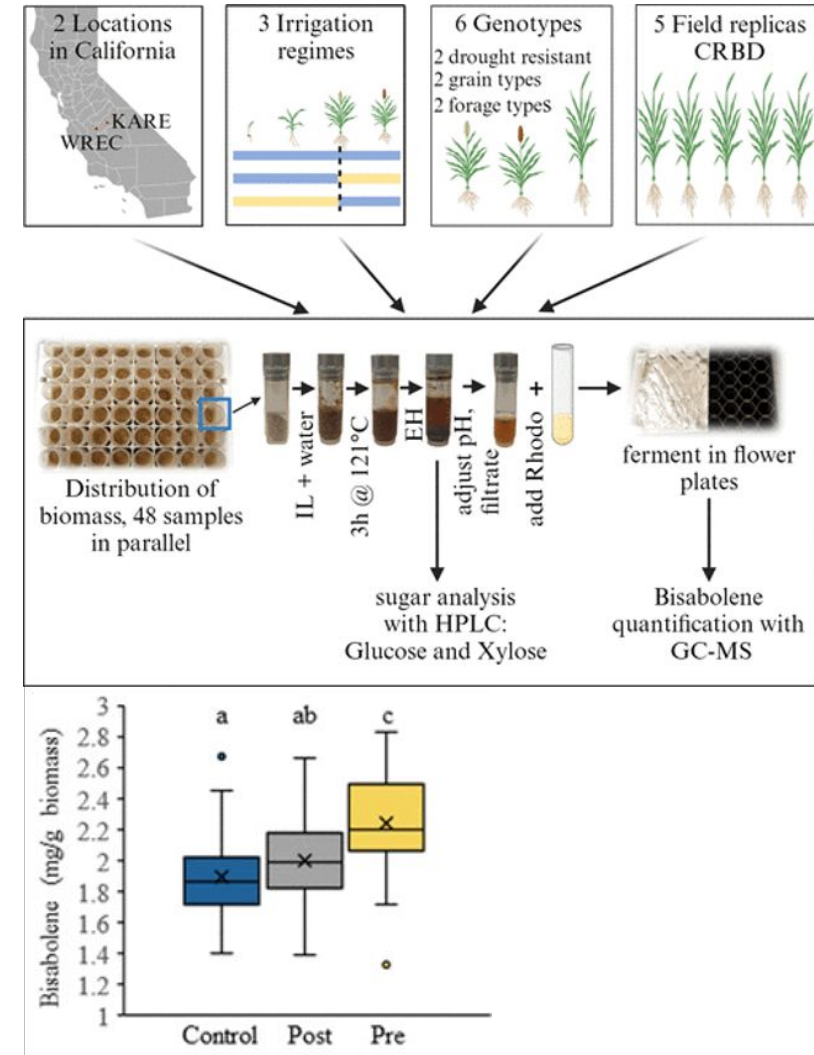 2 Locations
in California
KARE
WREC
3 Irrigation
regimes
6 Genotypes
2 drought resistant
2 grain types
2 forage types
5 Field replicas
CRBD
Distribution of
biomass, 48 samples
in parallel
IL + water
3h @ 121°C
EH
adjust pH,
filtrate
+
add Rhodo
ferment in flower
plates
sugar analysis
with HPLC:
Glucose and Xylose
Bisabolene
quantification with
GC-MS
Bisabolene (mg/g biomass)
3
2.8
2.6
2.4
2.2
2
1.8
1.6
1.4
1.2
1
a
ab
c
Control
Post
Pre